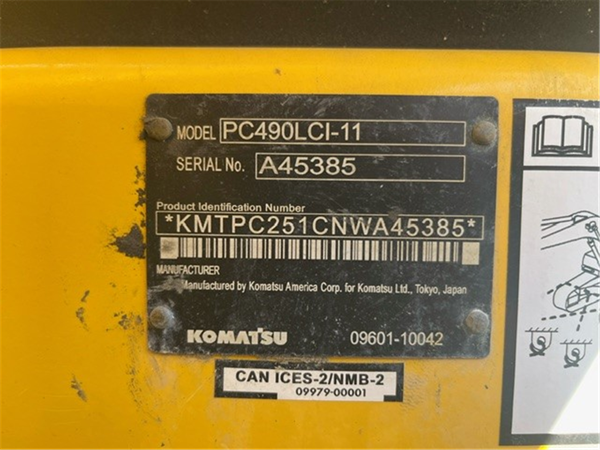 MODEL PC490LCI-11
SERIAL No. A45385
Product Identification Number
*KMTPC251CNWA45385*
MANUFACTURER
Manufactured by Komatsu America Corp. for Komatsu Ltd., Tokyo, Japan
KOMATSU 09601-10042
CAN ICES-2/NMB-2
09979-00001